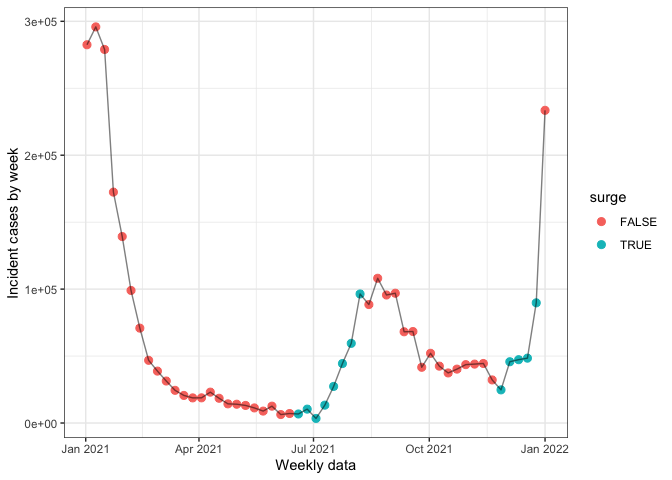 3e+05
2e+05
1e+05
0e+00
Incident cases by week
Jan 2021 Apr 2021 Jul 2021 Oct 2021 Jan 2022
Weekly data
surge
FALSE
TRUE